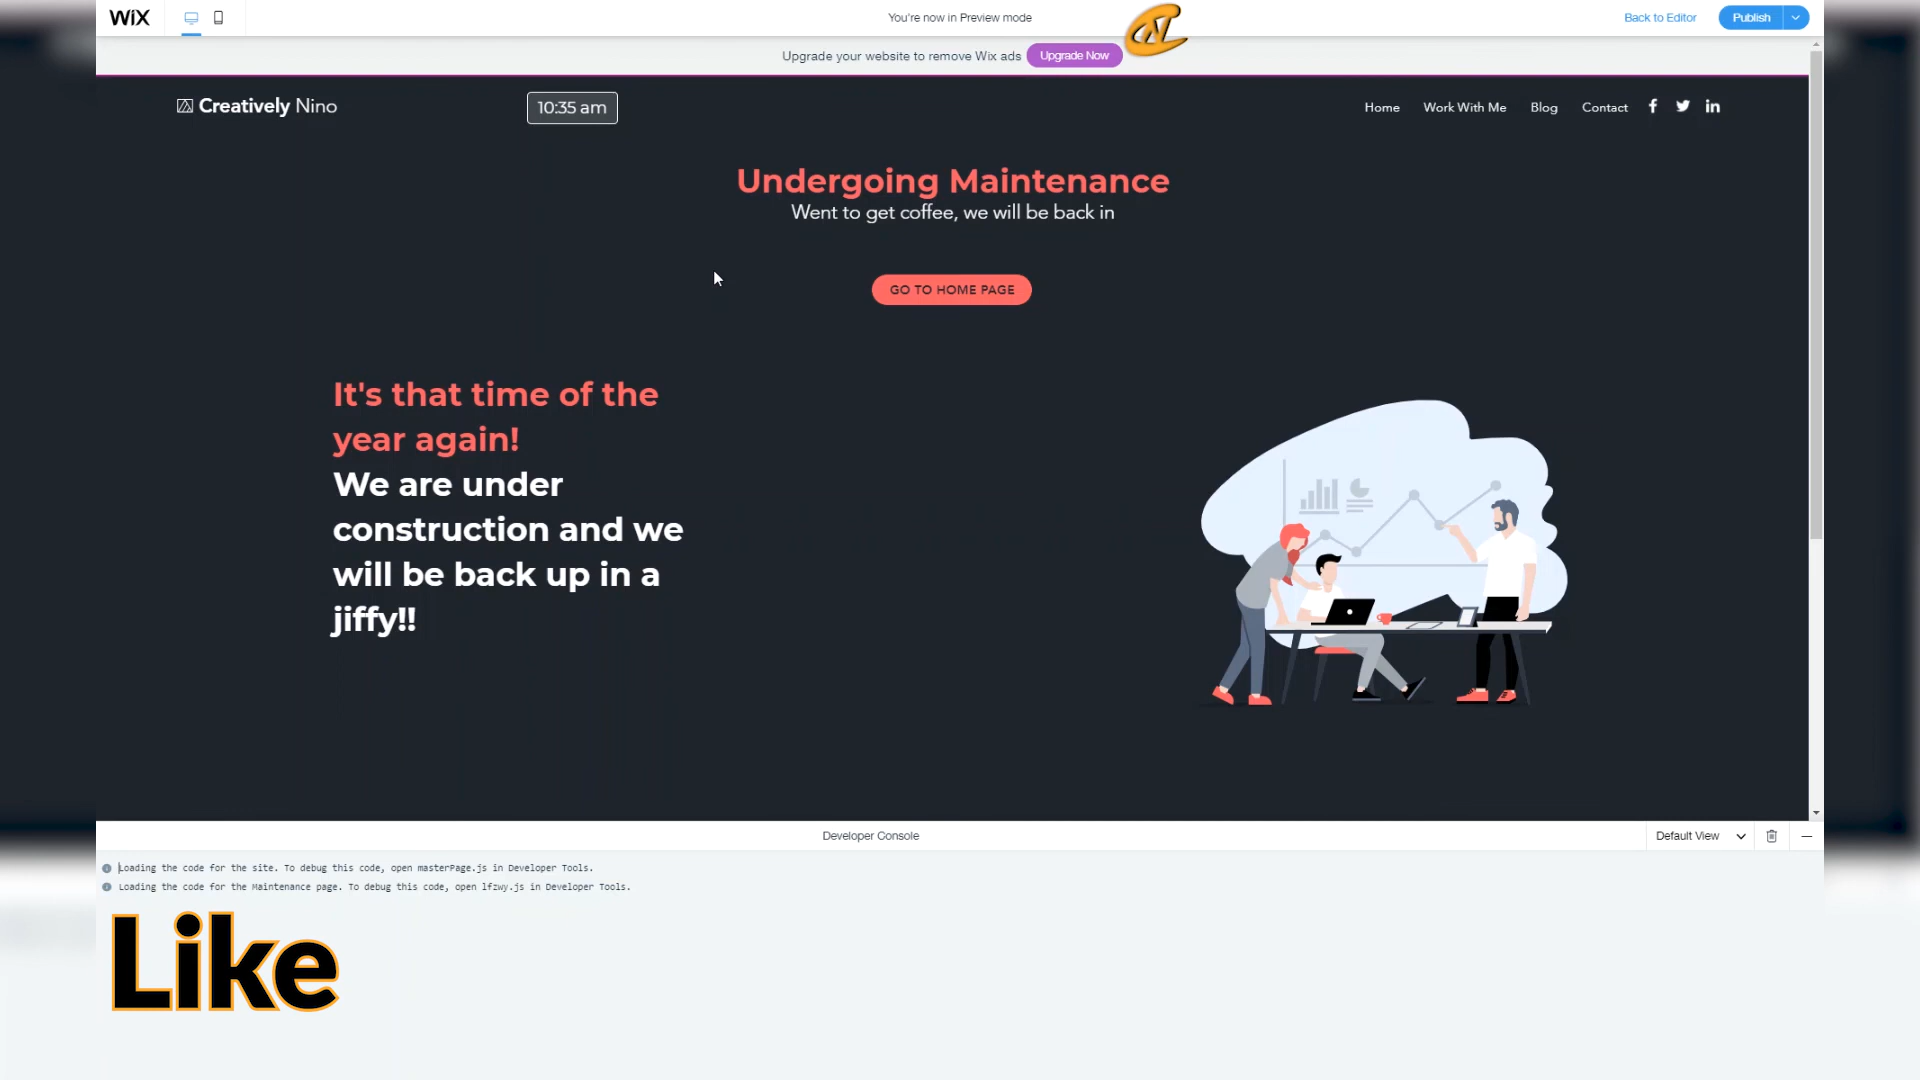 WiX
You're now in Preview mode
Back to Editor
Publish
Upgrade your website to remove Wix ads
Upgrade Now
Creatively Nino
10:35 am
Home
Work With Me
Blog
Contact
Undergoing Maintenance
Went to get coffee, we will be back in
GO TO HOME PAGE
It's that time of the
year again!
We are under
construction and we
will be back up in a
jiffy!!
Developer Console
Default View
Loading the code for the site. To debug this code, open masterPage.js in Developer Tools.
Loading the code for the Maintenance page. To debug this code, open lfzwy.js in Developer Tools.
Like